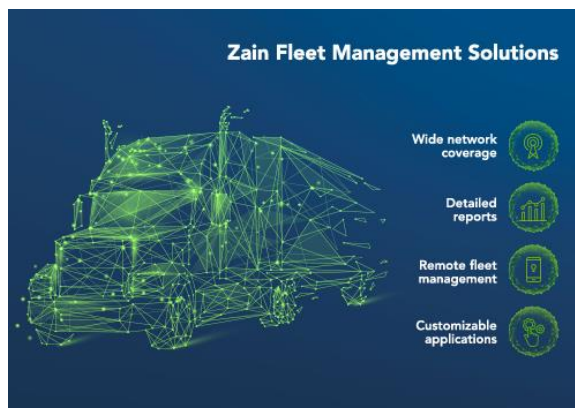 Zain Fleet Management Solutions
Wide network
coverage
Detailed
reports
Remote fleet
management
Customizable
applications